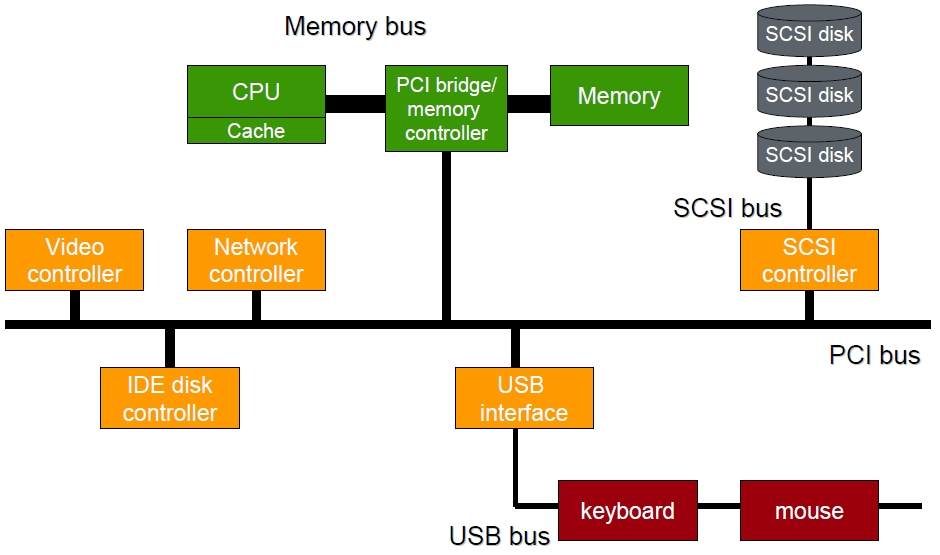 Memory bus
SCSI disk
SCSI disk
SCSI disk
CPU
Cache
PCI bridge/
memory
controller
Memory
SCSI bus
Video
controller
Network
controller
SCSI
controller
PCI bus
IDE disk
controller
USB
interface
keyboard
mouse
USB bus